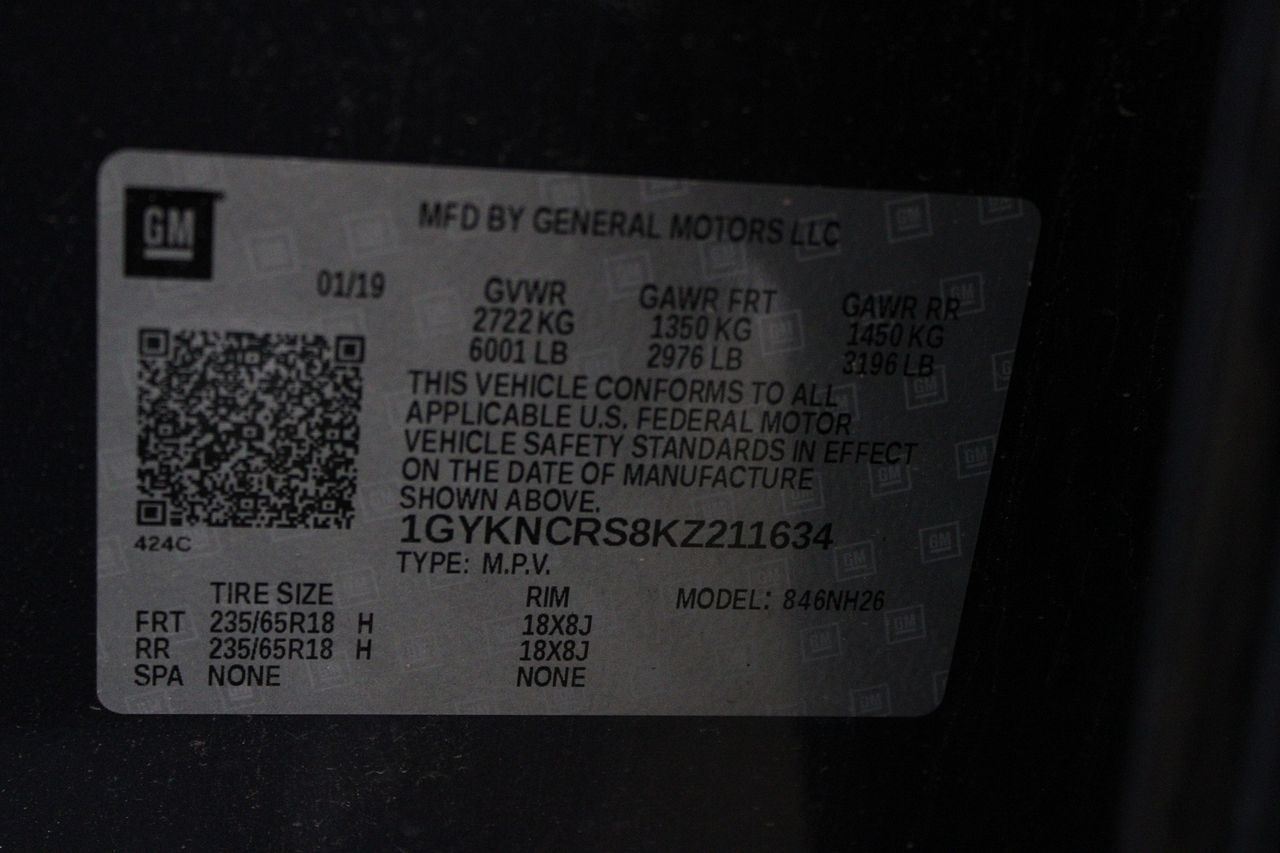 GM
MFD BY GENERAL MOTORS LLC
01/19 GVWR GAWR FRT GAWR RR
2722 KG 1350 KG 1450 KG
6001 LB 2976 LB 3196 LB
THIS VEHICLE CONFORMS TO ALL
APPLICABLE U.S. FEDERAL MOTOR
VEHICLE SAFETY STANDARDS IN EFFECT
ON THE DATE OF MANUFACTURE
SHOWN ABOVE.
1GYKNCRS8KZ211634
424C
TYPE: M.P.V.
TIRE SIZE RIM MODEL: 846NH26
FRT 235/65R18 H 18X8J
RR 235/65R18 H 18X8J
SPA NONE NONE